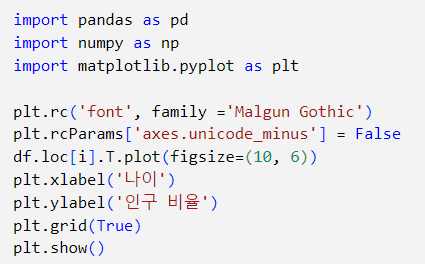 import pandas as pd
import numpy as np
import matplotlib.pyplot as plt
plt.rc('font', family ='Malgun Gothic')
plt.rcParams['axes.unicode_minus'] = False
df.loc[i].T.plot(figsize=(10, 6))
plt.xlabel('나이')
plt.ylabel('인구 비율')
plt.grid(True)
plt.show()